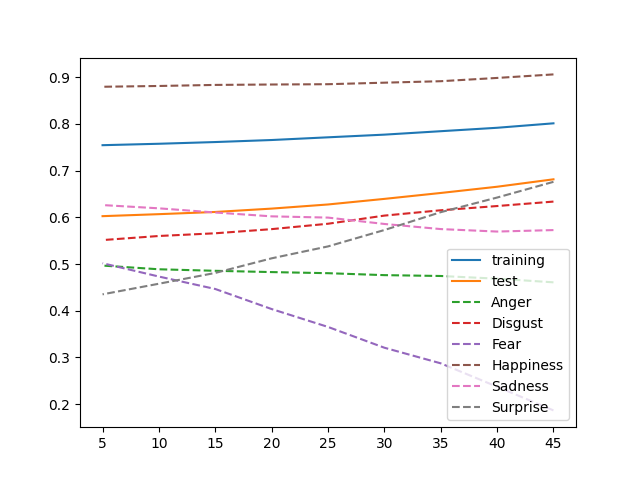 0.9
0.8
0.7
0.6
0.5
0.4
0.3
0.2
5 10 15 20 25 30 35 40 45
training
test
Anger
Disgust
Fear
Happiness
Sadness
Surprise